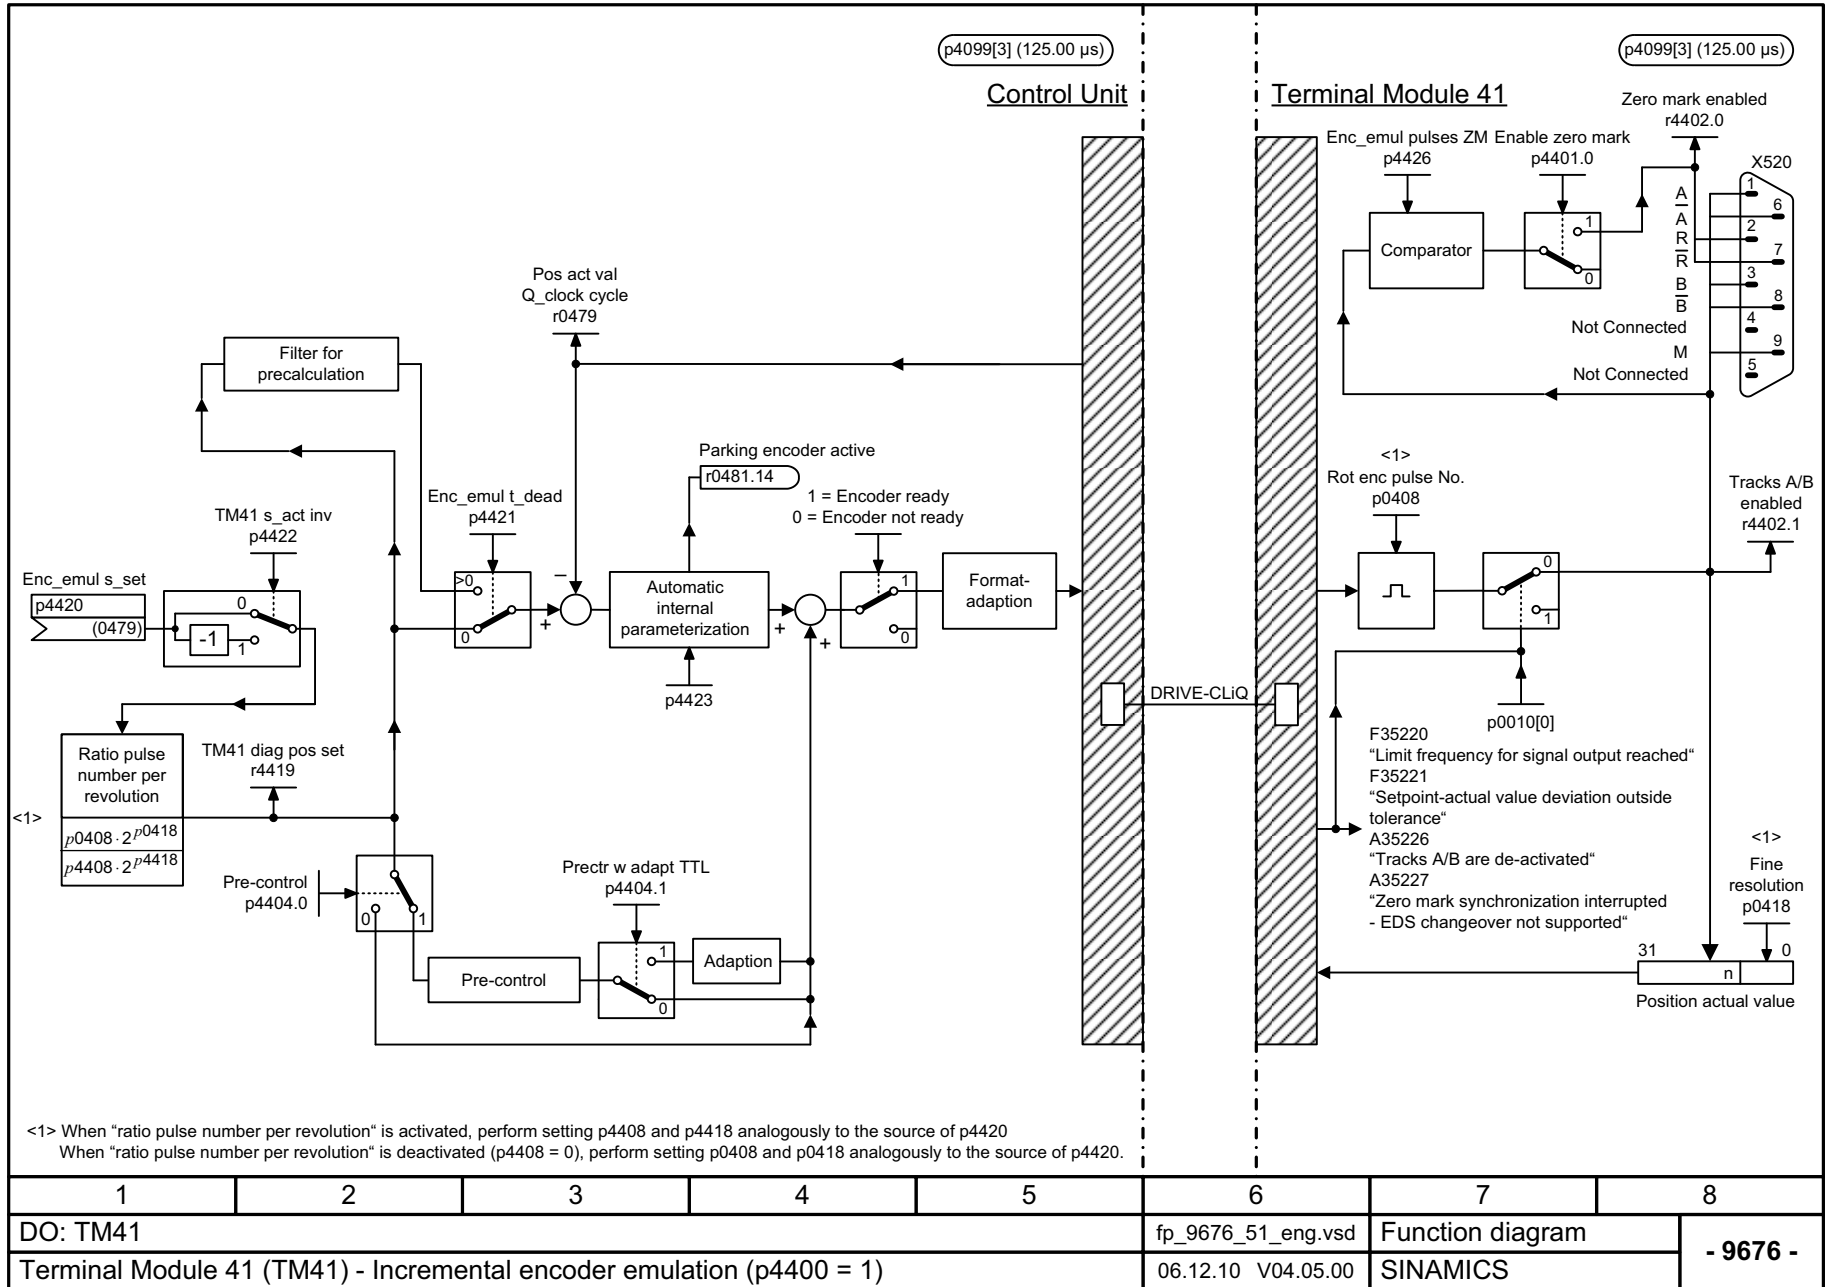 p4099[3] (125.00 µs)
p4099[3] (125.00 µs)
Control Unit
Terminal Module 41
Zero mark enabled
r4402.0
Enc_emul pulses ZM
p4426
Enable zero mark
p4401.0
X520
Comparator
1
0
A
A
R
R
B
B
Not Connected
M
Not Connected
1
6
2
7
3
8
4
9
5
Pos act val
Q_clock cycle
r0479
Filter for
precalculation
Parking encoder active
r0481.14
Enc_emul t_dead
p4421
1 = Encoder ready
0 = Encoder not ready
TM41 s_act inv
p4422
Enc_emul s_set
p4420
(0479)
0
-1
1
>0
0
–
+
Automatic
internal
parameterization
p4423
+
+
1
0
Format-
adaption
<1>
Rot enc pulse No.
p0408
0
1
p0010[0]
Tracks A/B
enabled
r4402.1
DRIVE-CLiQ
Ratio pulse
number per
revolution
<1>
p0408 · 2^p0418
p4408 · 2^p4418
TM41 diag pos set
r4419
Pre-control
p4404.0
0
1
Prectr w adapt TTL
p4404.1
Pre-control
1
0
Adaption
F35220
“Limit frequency for signal output reached“
F35221
“Setpoint-actual value deviation outside
tolerance“
A35226
“Tracks A/B are de-activated“
A35227
“Zero mark synchronization interrupted
- EDS changeover not supported“
<1>
Fine
resolution
p0418
31
0
n
Position actual value
<1> When “ratio pulse number per revolution“ is activated, perform setting p4408 and p4418 analogously to the source of p4420
When “ratio pulse number per revolution“ is deactivated (p4408 = 0), perform setting p0408 and p0418 analogously to the source of p4420.
1 2 3 4 5 6 7 8
DO: TM41
fp_9676_51_eng.vsd
Function diagram
- 9676 -
Terminal Module 41 (TM41) - Incremental encoder emulation (p4400 = 1)
06.12.10 V04.05.00
SINAMICS